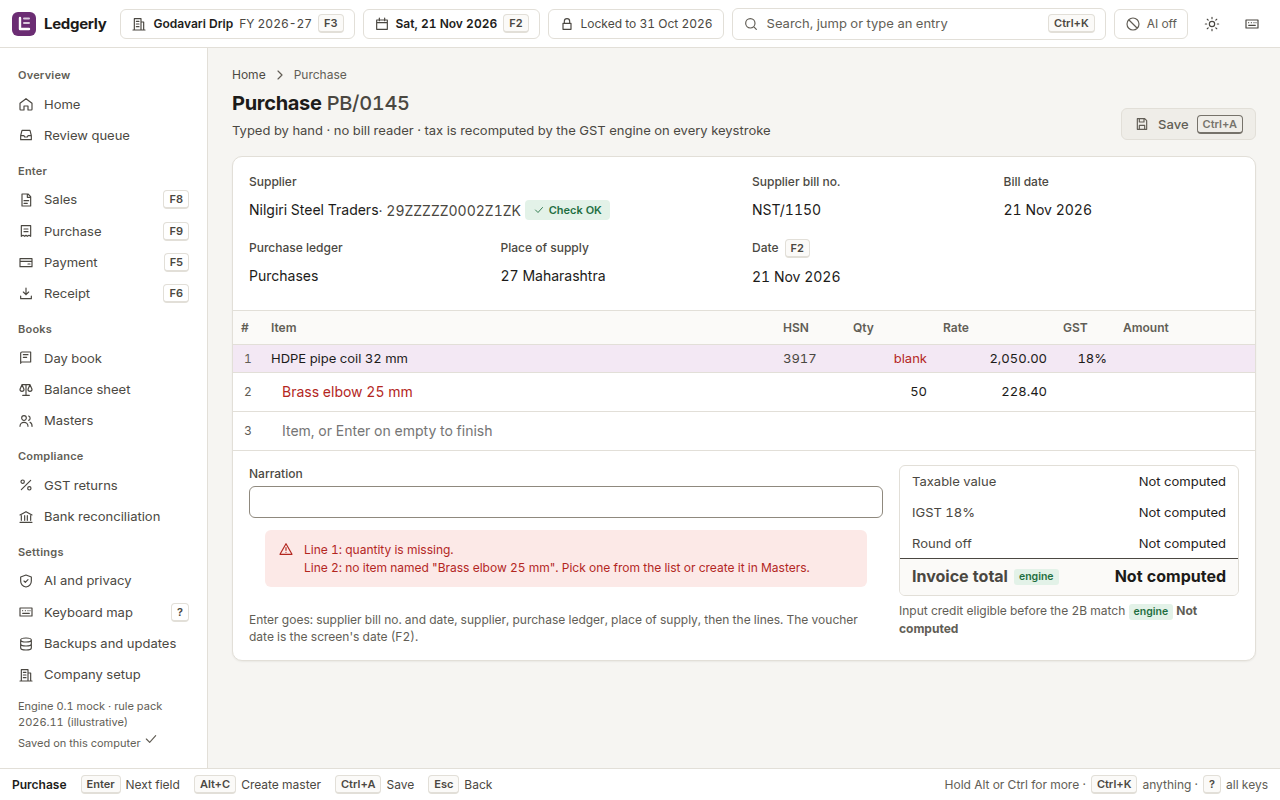 Ledgerly
Godavari Drip FY 2026-27 F3
Sat, 21 Nov 2026 F2
Locked to 31 Oct 2026
Search, jump or type an entry Ctrl+K
AI off
Overview
Home
Review queue
Enter
Sales F8
Purchase F9
Payment F5
Receipt F6
Books
Day book
Balance sheet
Masters
Compliance
GST returns
Bank reconciliation
Settings
AI and privacy
Keyboard map ?
Backups and updates
Company setup
Engine 0.1 mock · rule pack
2026.11 (illustrative)
Saved on this computer
Home Purchase
Purchase PB/0145
Typed by hand · no bill reader · tax is recomputed by the GST engine on every keystroke
Save Ctrl+A
Supplier Supplier bill no. Bill date
Nilgiri Steel Traders· 29ZZZZZ0002Z1ZK Check OK NST/1150 21 Nov 2026
Purchase ledger Place of supply Date F2
Purchases 27 Maharashtra 21 Nov 2026
# Item HSN Qty Rate GST Amount
1 HDPE pipe coil 32 mm 3917 blank 2,050.00 18%
2 Brass elbow 25 mm 50 228.40
3 Item, or Enter on empty to finish
Narration
Line 1: quantity is missing.
Line 2: no item named "Brass elbow 25 mm". Pick one from the list or create it in Masters.
Enter goes: supplier bill no. and date, supplier, purchase ledger, place of supply, then the lines. The voucher
date is the screen's date (F2).
Taxable value Not computed
IGST 18% Not computed
Round off Not computed
Invoice total engine Not computed
Input credit eligible before the 2B match engine Not
computed
Purchase Enter Next field Alt+C Create master Ctrl+A Save Esc Back
Hold Alt or Ctrl for more · Ctrl+K anything · ? all keys